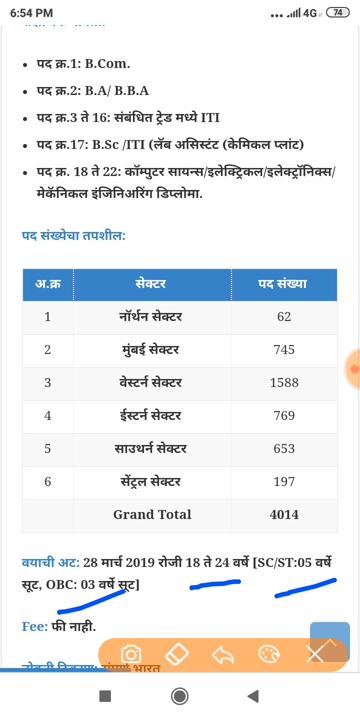 6:54 PM 4G 74
पद क्र.1: B.Com.
पद क्र.2: B.A/ B.B.A
पद क्र.3 ते 16: संबंधित ट्रेड मध्ये ITI
पद क्र.17: B.Sc /ITI (लॅब असिस्टंट (केमिकल प्लांट)
पद क्र. 18 ते 22: कॉम्पुटर सायन्स/इलेक्ट्रिकल/इलेक्ट्रॉनिक्स/
मेकॅनिकल इंजिनिअरिंग डिप्लोमा.
पद संख्येचा तपशील:
अ.क्र सेक्टर पद संख्या
1 नॉर्थन सेक्टर 62
2 मुंबई सेक्टर 745
3 वेस्टर्न सेक्टर 1588
4 ईस्टर्न सेक्टर 769
5 साउथर्न सेक्टर 653
6 सेंट्रल सेक्टर 197
Grand Total 4014
वयाची अट: 28 मार्च 2019 रोजी 18 ते 24 वर्षे [SC/ST:05 वर्षे
सूट, OBC: 03 वर्षे सूट]
Fee: फी नाही.